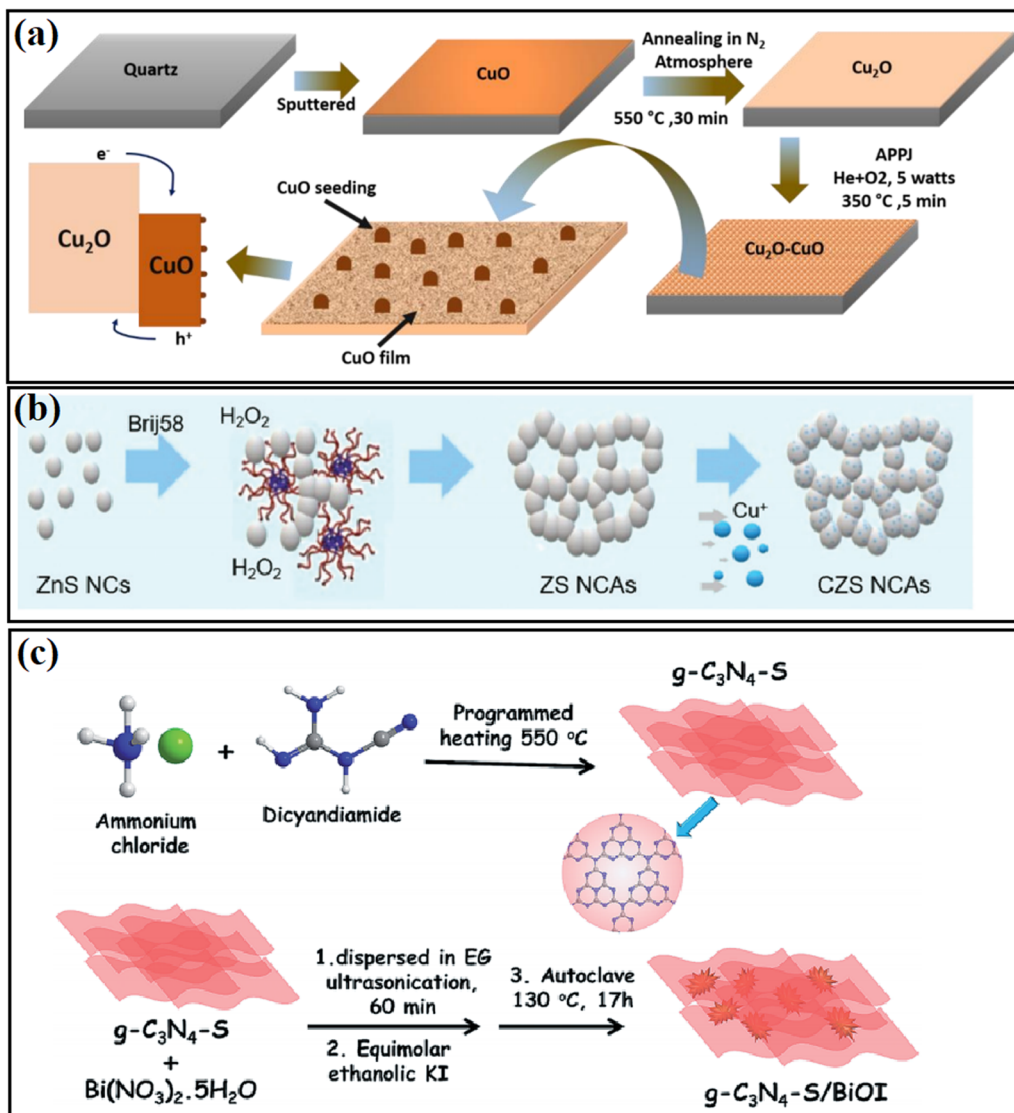 (a)
Quartz
Sputtered
CuO
Annealing in N₂
Atmosphere
550 °C ,30 min
Cu₂O
APPJ
He+O2, 5 watts
350 °C ,5 min
Cu₂O-CuO
CuO seeding
CuO film
e⁻
Cu₂O
CuO
h⁺
(b)
Brij58
H₂O₂
H₂O₂
Cu⁺
ZnS NCs
ZS NCAs
CZS NCAs
(c)
+
Ammonium
chloride
Dicyandiamide
Programmed
heating 550 °C
g-C₃N₄-S
g-C₃N₄-S
+
Bi(NO₃)₂.5H₂O
1.dispersed in EG
ultrasonication,
60 min
2. Equimolar
ethanolic KI
3. Autoclave
130 °C, 17h
g-C₃N₄-S/BiOI